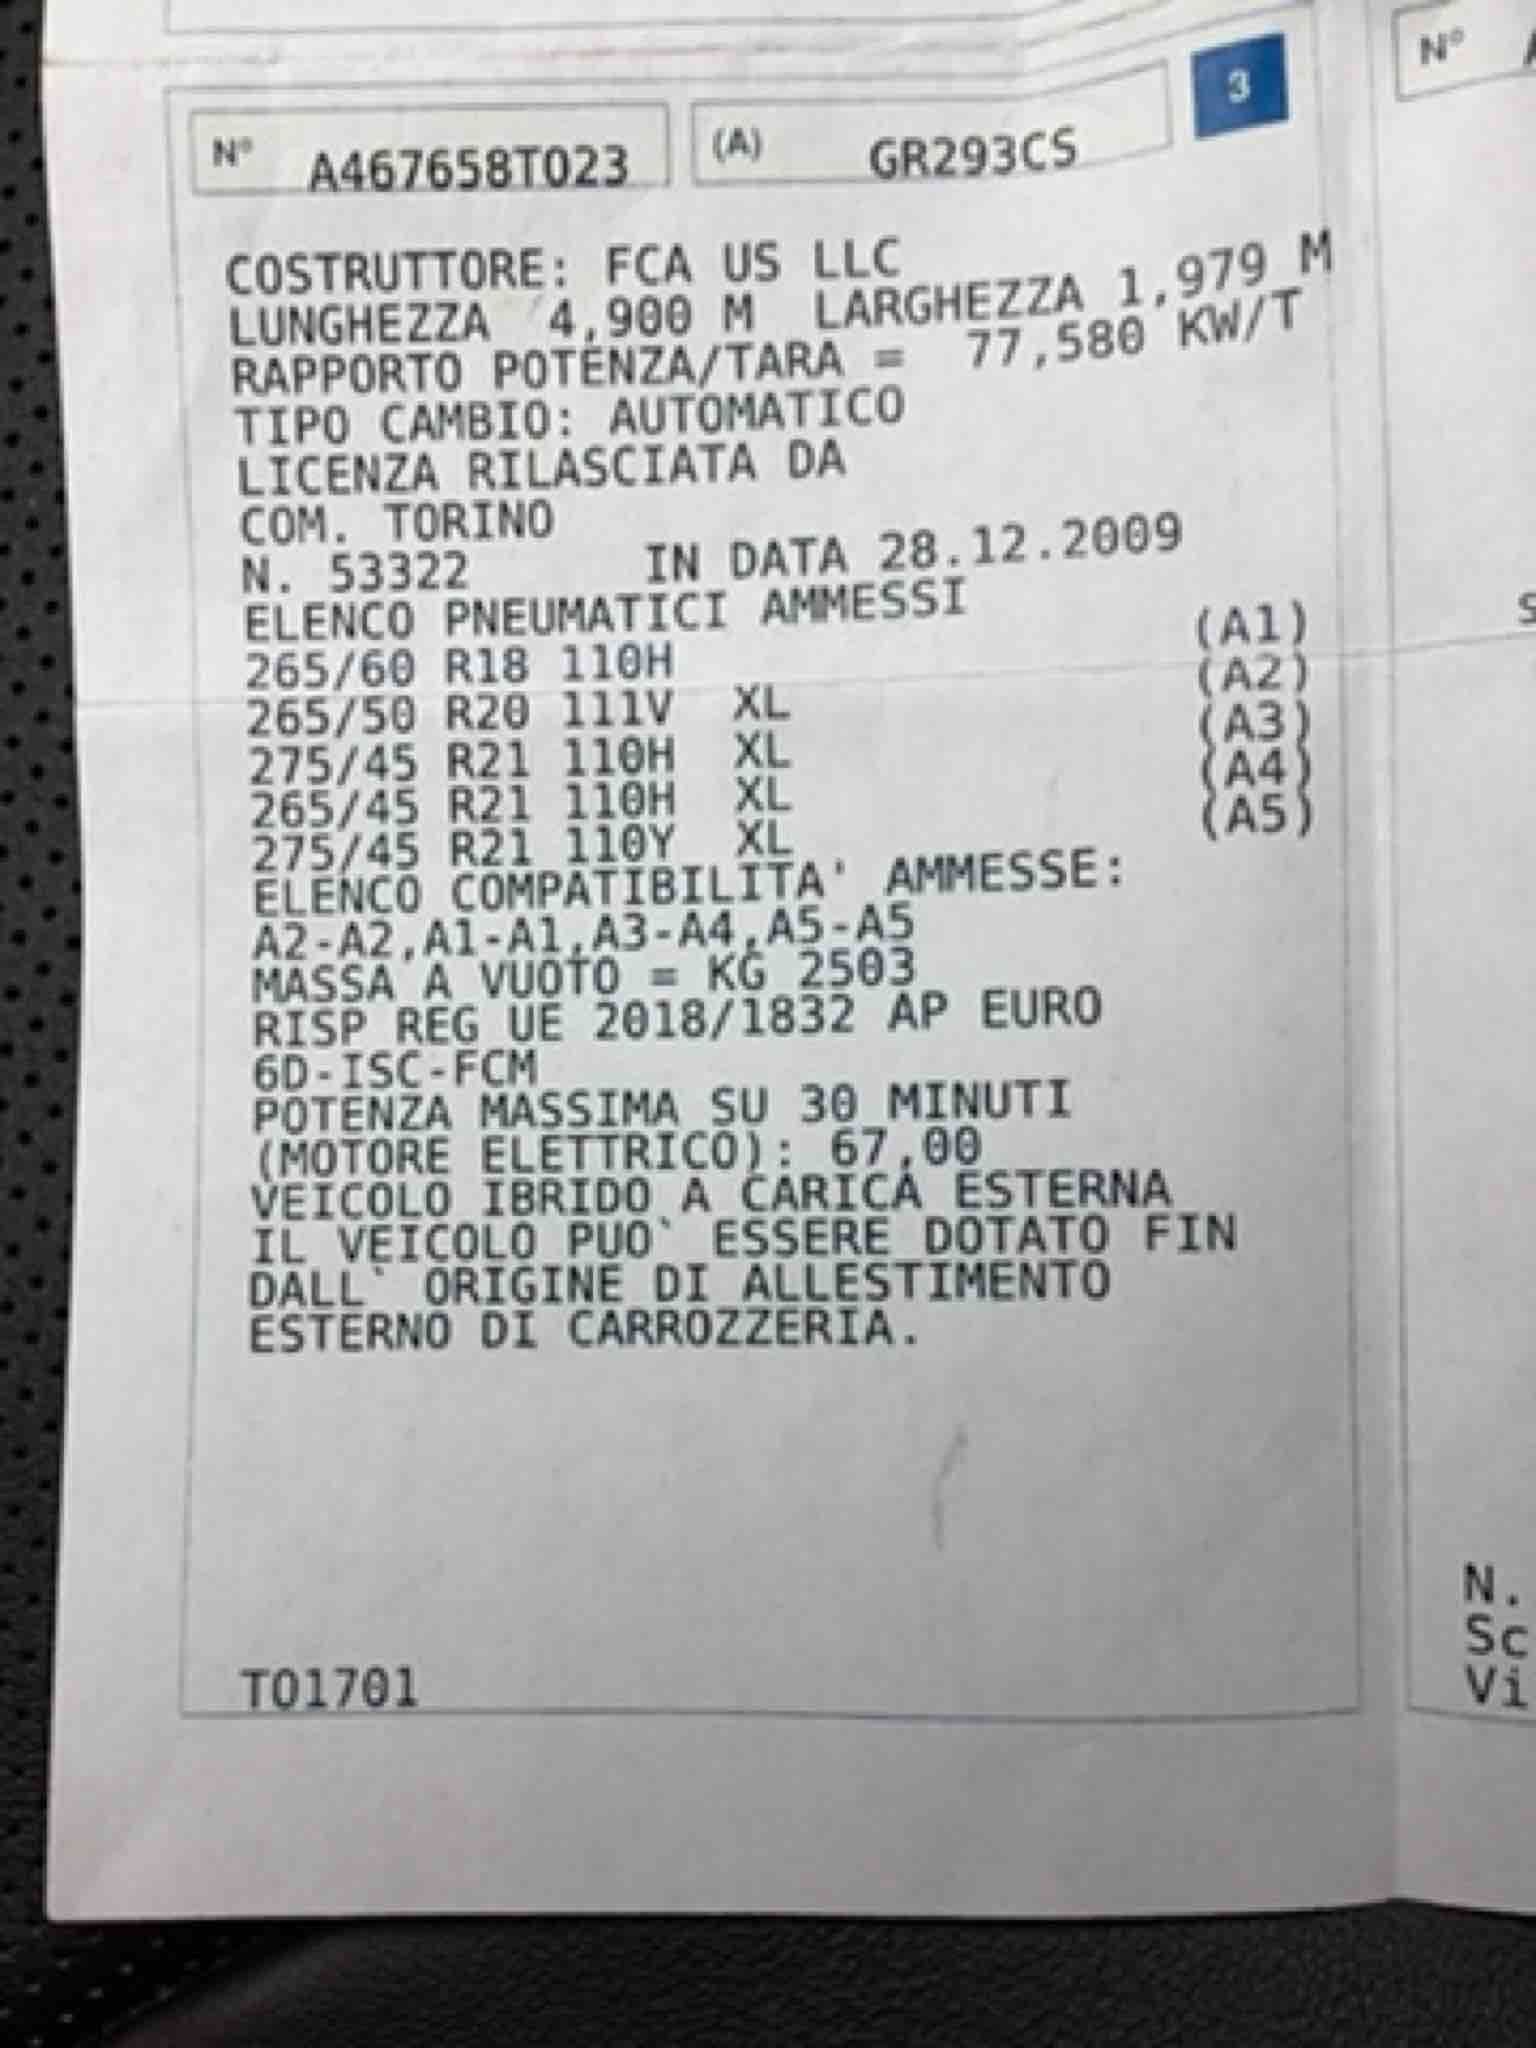 N° A467658T023 (A) GR293CS 3
COSTRUTTORE: FCA US LLC
LUNGHEZZA 4,900 M LARGHEZZA 1,979 M
RAPPORTO POTENZA/TARA = 77,580 KW/T
TIPO CAMBIO: AUTOMATICO
LICENZA RILASCIATA DA
COM. TORINO
N. 53322 IN DATA 28.12.2009
ELENCO PNEUMATICI AMMESSI
265/60 R18 110H (A1)
265/50 R20 111V XL (A2)
275/45 R21 110H XL (A3)
265/45 R21 110H XL (A4)
275/45 R21 110Y XL (A5)
ELENCO COMPATIBILITA' AMMESSE:
A2-A2,A1-A1,A3-A4,A5-A5
MASSA A VUOTO = KG 2503
RISP REG UE 2018/1832 AP EURO
6D-ISC-FCM
POTENZA MASSIMA SU 30 MINUTI
(MOTORE ELETTRICO): 67,00
VEICOLO IBRIDO A CARICA ESTERNA
IL VEICOLO PUO` ESSERE DOTATO FIN
DALL` ORIGINE DI ALLESTIMENTO
ESTERNO DI CARROZZERIA.
TO1701
N°
N.
Sc
Vi